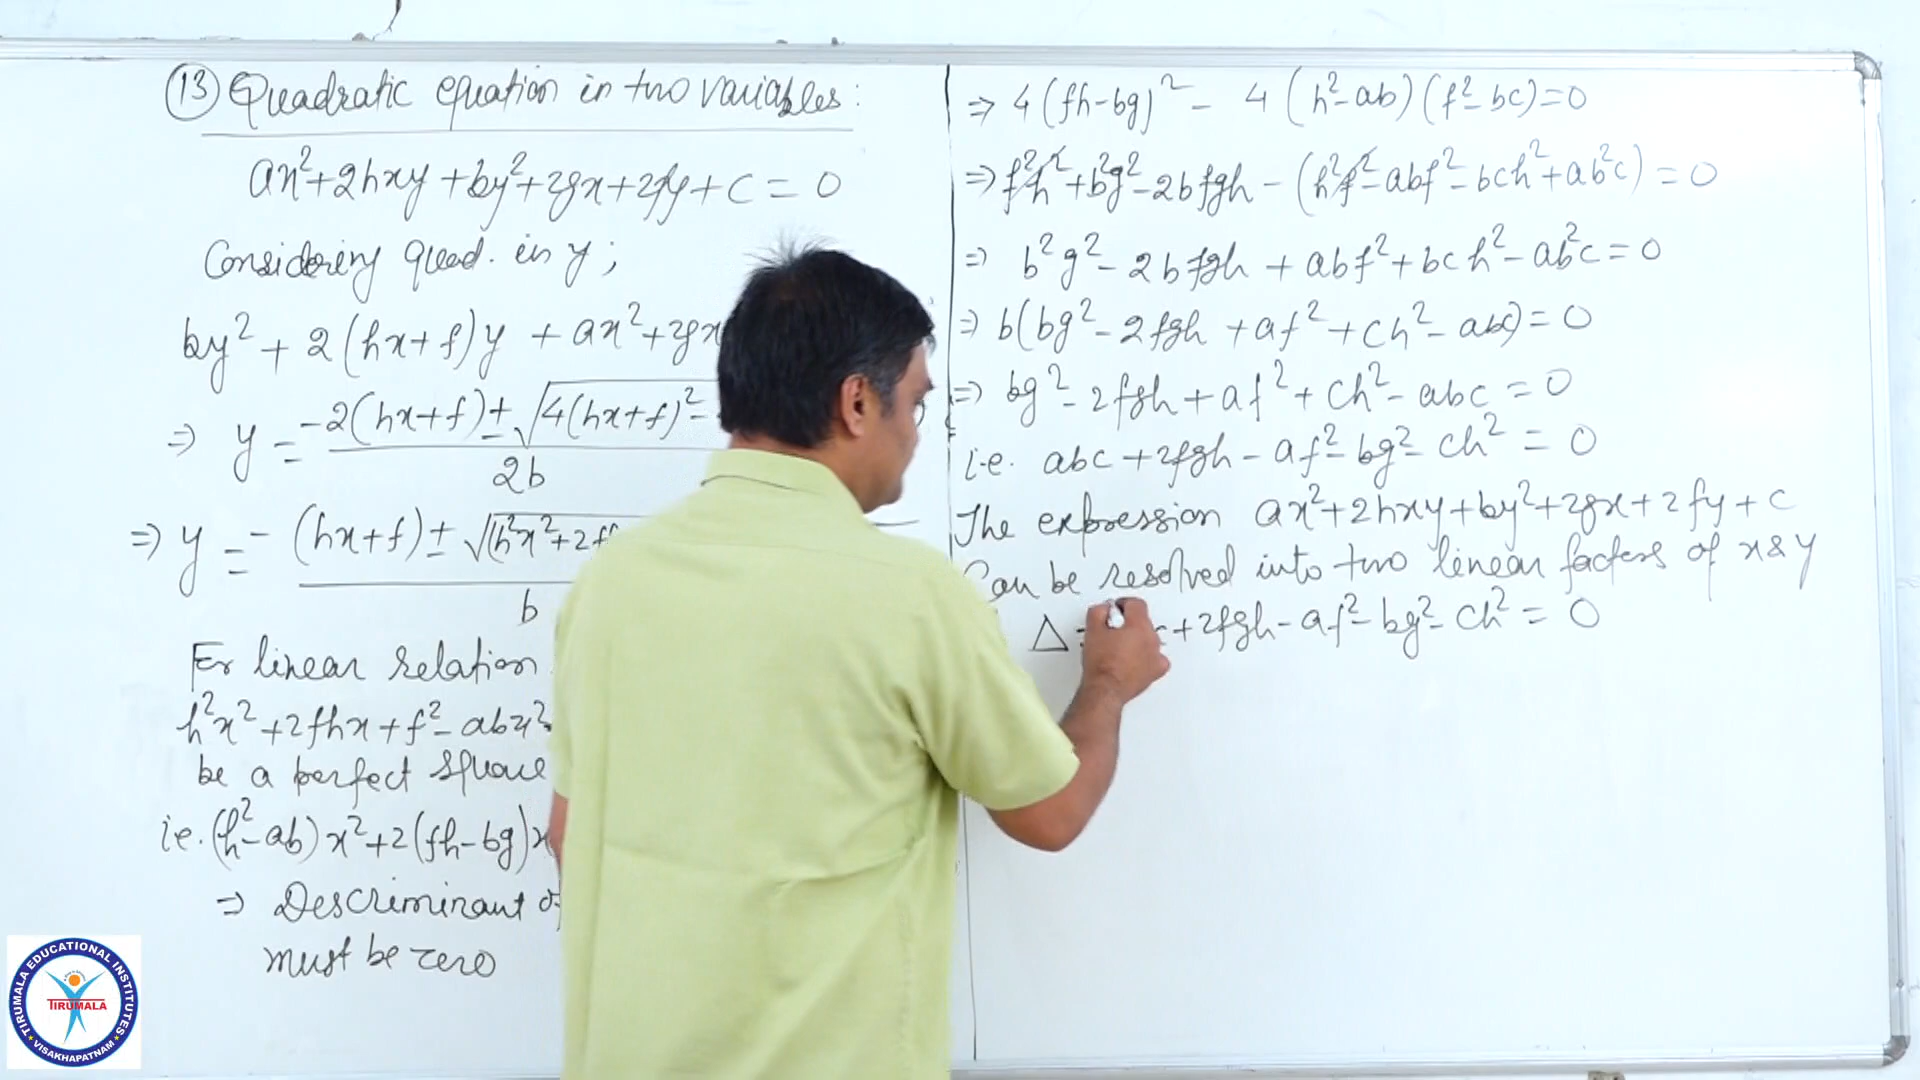 13 Quadratic equation in two variables:
ax²+2hxy+by²+2gx+2fy+c=0
Considering quad. in y;
by²+2(hx+f)y+ax²+2gx
⇒ y = -2(hx+f)±√4(hx+f)²-
2b
⇒ y = -(hx+f)±√(h²x²+2f
b
For linear relation
h²x²+2fhx+f²-abx²
be a perfect square
i.e. (h²-ab)x²+2(fh-bg)x
⇒ Descriminant of
must be zero
⇒ 4(fh-bg)²- 4(h²-ab)(f²-bc)=0
⇒ f²h²+b²g²-2bfgh-(h²f²-abf²-bch²+ab²c)=0
⇒ b²g²-2bfgh+abf²+bch²-ab²c=0
⇒ b(bg²-2fgh+af²+ch²-abc)=0
⇒ bg²-2fgh+af²+ch²-abc=0
i.e. abc+2fgh-af²-bg²-ch²=0
The expression ax²+2hxy+by²+2gx+2fy+c
Can be resolved into two linear factors of x & y
Δ= +2fgh-af²-bg²-ch²=0
TIRUMALA EDUCATIONAL INSTITUTES
TIRUMALA
VISAKHAPATNAM